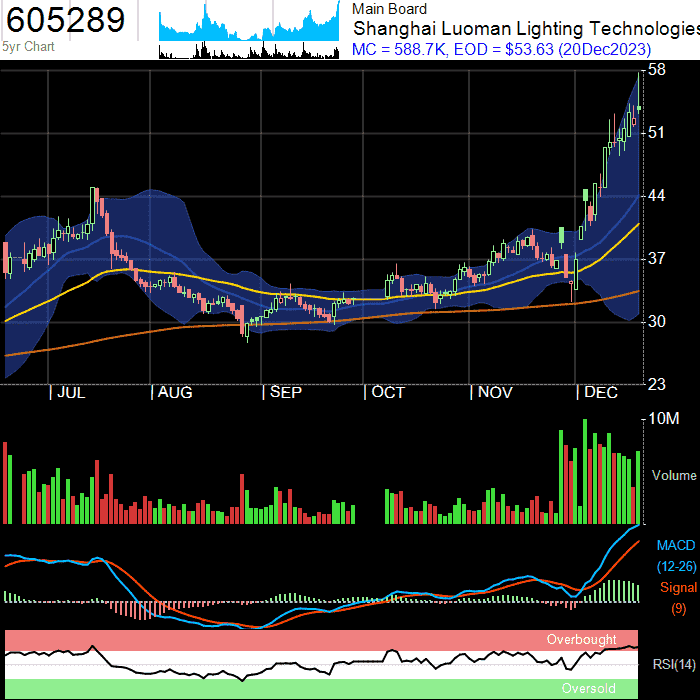 605289
5yr Chart
Main Board
Shanghai Luoman Lighting Technologies
MC = 588.7K, EOD = $53.63 (20Dec2023)
58
51
44
37
30
23
| JUL | AUG | SEP | OCT | NOV | DEC
10M
Volume
MACD
(12-26)
Signal
(9)
Overbought
RSI(14)
Oversold